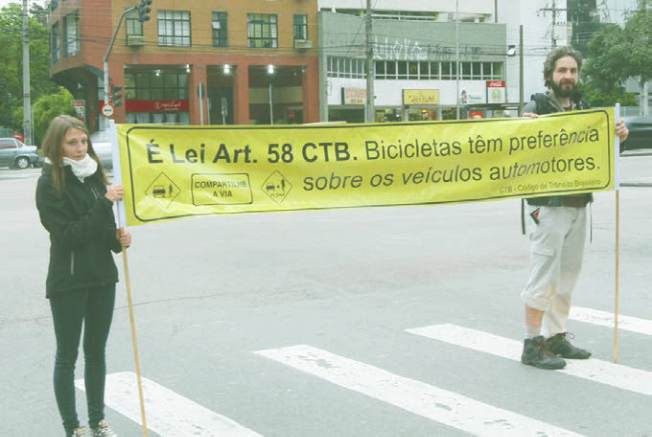 É Lei Art. 58 CTB. Bicicletas têm preferência
sobre os veículos automotores.
COMPARTILHE
A VIA
CTB - Código de Trânsito Brasileiro